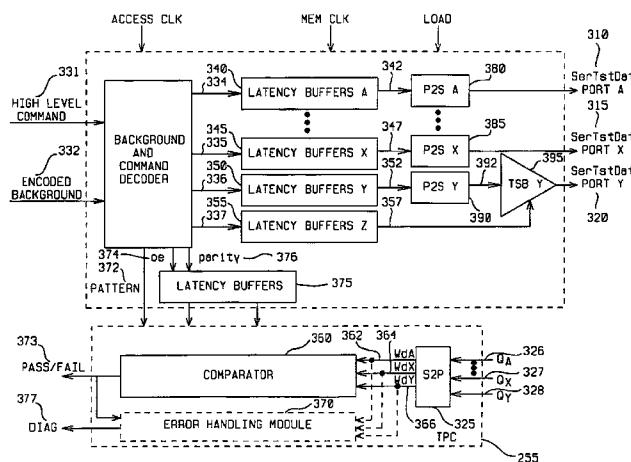 ACCESS CLK
MEM CLK
LOAD
310
331
334
340
342
380
SerTstDat
PORT A
HIGH LEVEL
COMMAND
LATENCY BUFFERS A
P2S A
315
332
BACKGROUND
AND
COMMAND
DECODER
345
335
347
385
SerTstDat
PORT X
ENCODED
BACKGROUND
LATENCY BUFFERS X
P2S X
350
336
352
392
395
LATENCY BUFFERS Y
P2S Y
TSB Y
SerTstDat
PORT Y
355
337
357
390
320
LATENCY BUFFERS Z
374
oe
parity
376
372
375
PATTERN
LATENCY BUFFERS
373
360
362
364
326
PASS/FAIL
COMPARATOR
WdA
WdX
WdY
S2P
QA
QX
QY
327
328
377
370
366
325
DIAG
ERROR HANDLING MODULE
TPC
255